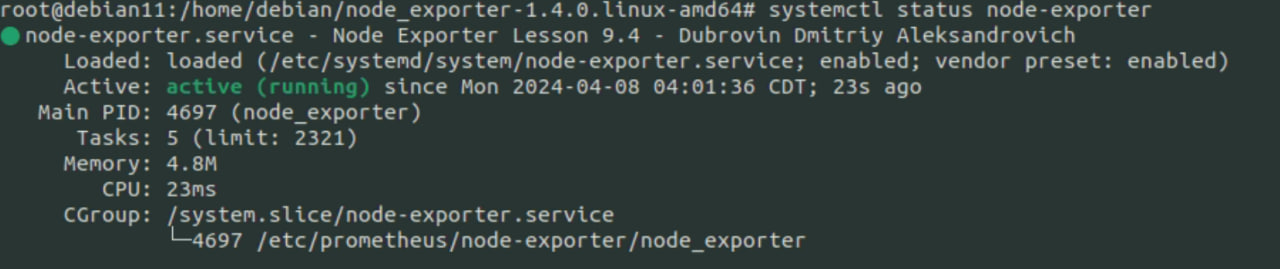 root@debian11:/home/debian/node_exporter-1.4.0.linux-amd64# systemctl status node-exporter
● node-exporter.service - Node Exporter Lesson 9.4 - Dubrovin Dmitriy Aleksandrovich
Loaded: loaded (/etc/systemd/system/node-exporter.service; enabled; vendor preset: enabled)
Active: active (running) since Mon 2024-04-08 04:01:36 CDT; 23s ago
Main PID: 4697 (node_exporter)
Tasks: 5 (limit: 2321)
Memory: 4.8M
CPU: 23ms
CGroup: /system.slice/node-exporter.service
└─4697 /etc/prometheus/node-exporter/node_exporter